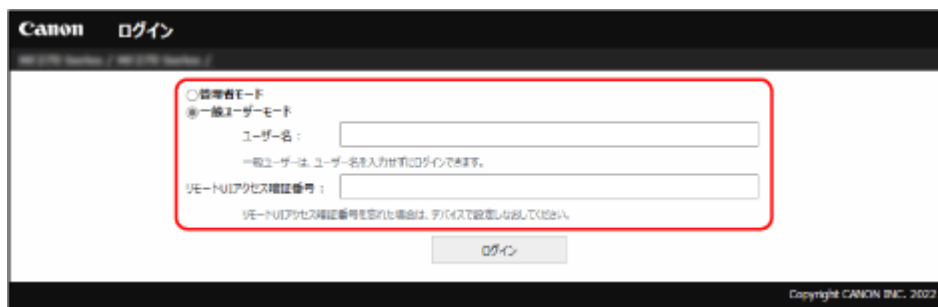 Canon ログイン
○管理者モード
◉一般ユーザーモード
ユーザー名：
一般ユーザーは、ユーザー名を入力せずにログインできます。
リモートUIアクセス暗証番号：
リモートUIアクセス暗証番号を忘れた場合は、デバイスで設定しなおしてください。
ログイン
Copyright CANON INC. 2022